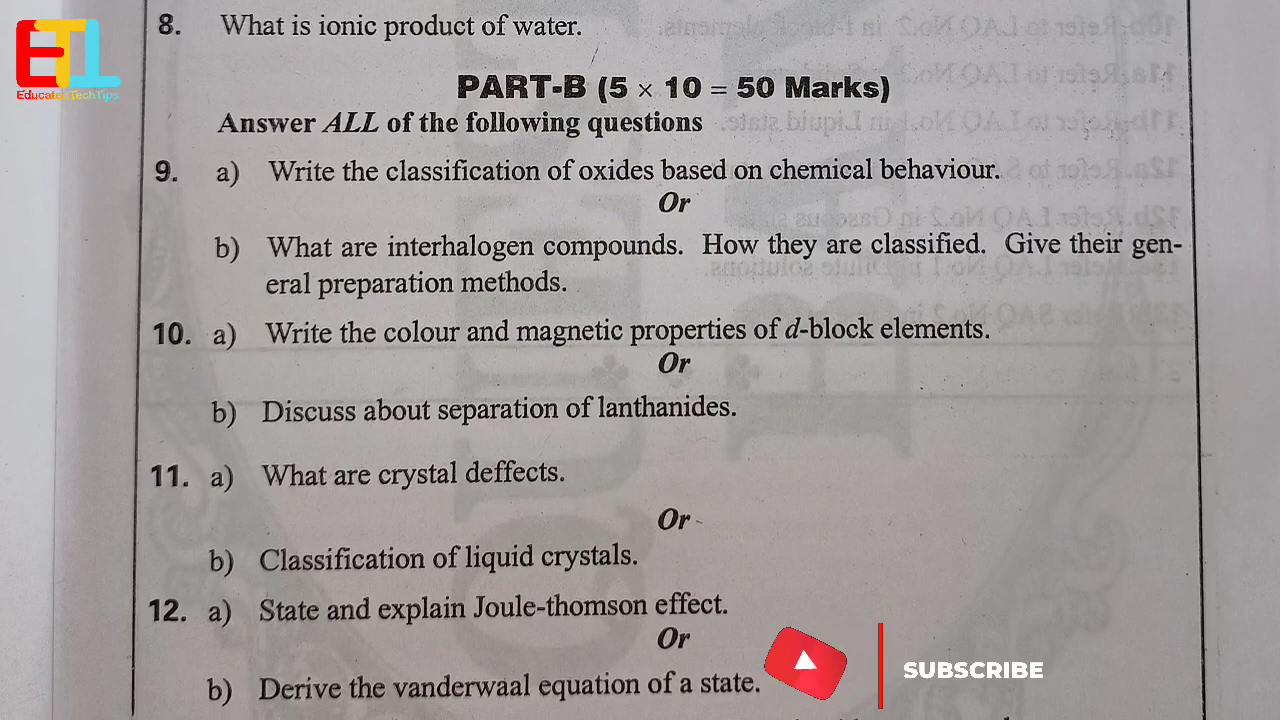 ETT
Educater TechTips
8. What is ionic product of water.
PART-B (5 × 10 = 50 Marks)
Answer ALL of the following questions
9. a) Write the classification of oxides based on chemical behaviour.
Or
b) What are interhalogen compounds. How they are classified. Give their gen-
eral preparation methods.
10. a) Write the colour and magnetic properties of d-block elements.
Or
b) Discuss about separation of lanthanides.
11. a) What are crystal deffects.
Or
b) Classification of liquid crystals.
12. a) State and explain Joule-thomson effect.
Or
b) Derive the vanderwaal equation of a state.
SUBSCRIBE